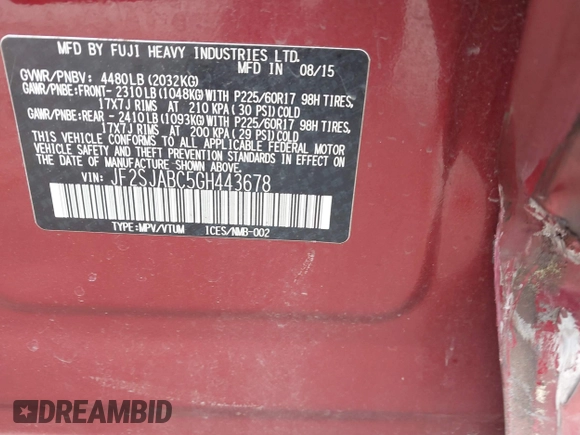 MFD BY FUJI HEAVY INDUSTRIES LTD.
MFD IN 08/15
GVWR/PNBV: 4480LB(2032KG)
GAWR/PNBE:FRONT- 2310LB(1048KG)WITH P225/60R17 98H TIRES,
17X7J RIMS AT 210 KPA(30 PSI)COLD
GAWR/PNBE:REAR - 2410LB(1093KG)WITH P225/60R17 98H TIRES,
17X7J RIMS AT 200 KPA(29 PSI)COLD
THIS VEHICLE CONFORMS TO ALL APPLICABLE FEDERAL MOTOR
VEHICLE SAFETY, BUMPER, AND THEFT PREVENTION STANDARDS IN EFFECT
ON THE DATE OF MANUFACTURE SHOWN ABOVE.
VIN: JF2SJABC5GH443678
TYPE:MPV/VTUM ICES/NMB-002
DREAMBID